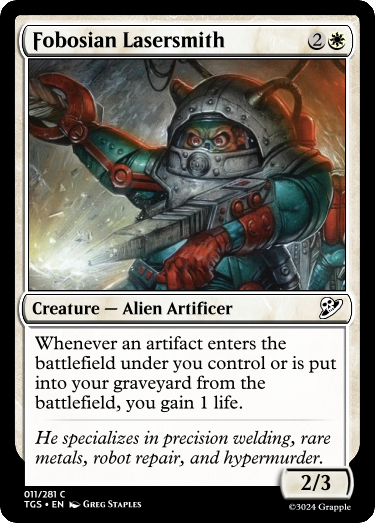 Fobosian Lasersmith 2
Creature — Alien Artificer
Whenever an artifact enters the
battlefield under you control or is put
into your graveyard from the
battlefield, you gain 1 life.
He specializes in precision welding, rare
metals, robot repair, and hypermurder.
2/3
011/281 C
TGS • EN Greg Staples
©3024 Grapple